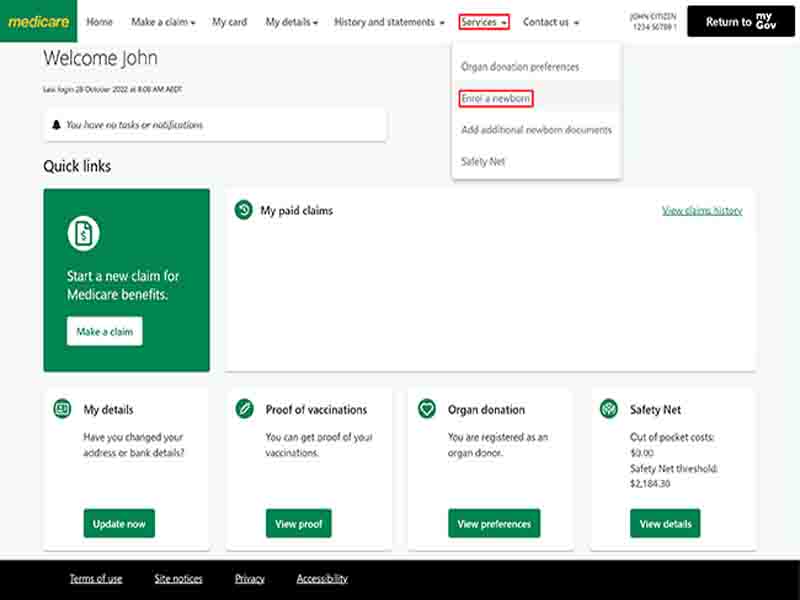 medicare
Home Make a claim My card My details History and statements Services Contact us
JOHN CITIZEN
1234 56789 1
Return to my Gov
Welcome John
Last login 28 October 2022 at 8:08 AM AEDT
You have no tasks or notifications
Organ donation preferences
Enrol a newborn
Add additional newborn documents
Safety Net
Quick links
Start a new claim for
Medicare benefits.
Make a claim
My paid claims
View claims history
My details
Have you changed your
address or bank details?
Update now
Proof of vaccinations
You can get proof of your
vaccinations.
View proof
Organ donation
You are registered as an
organ donor.
View preferences
Safety Net
Out of pocket costs:
$0.00
Safety Net threshold:
$2,184.30
View details
Terms of use Site notices Privacy Accessibility